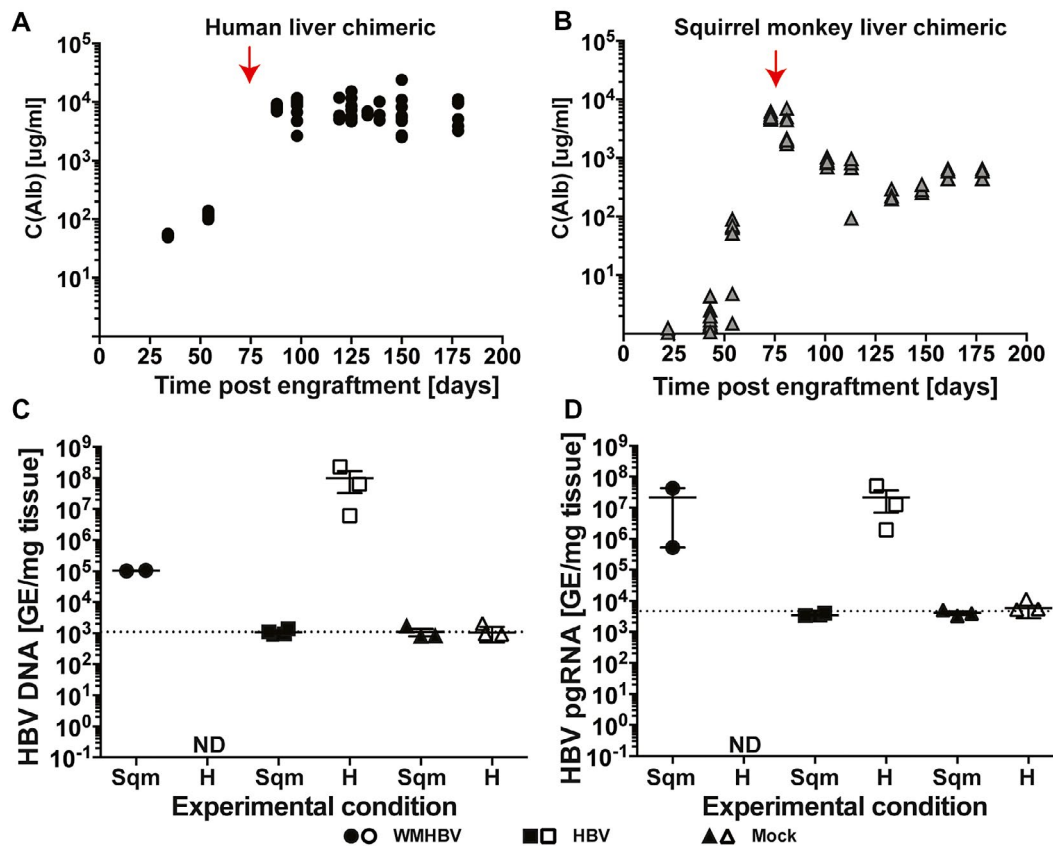 A
Human liver chimeric
C(Alb) [ug/ml]
10^5
10^4
10^3
10^2
10^1
0 25 50 75 100 125 150 175 200
Time post engraftment [days]
B
Squirrel monkey liver chimeric
C(Alb) [ug/ml]
10^5
10^4
10^3
10^2
10^1
0 25 50 75 100 125 150 175 200
Time post engraftment [days]
C
HBV DNA [GE/mg tissue]
10^9
10^8
10^7
10^6
10^5
10^4
10^3
10^2
10^1
10^0
10^-1
ND
Sqm H Sqm H Sqm H
Experimental condition
D
HBV pgRNA [GE/mg tissue]
10^9
10^8
10^7
10^6
10^5
10^4
10^3
10^2
10^1
10^0
10^-1
ND
Sqm H Sqm H Sqm H
Experimental condition
WMHBV HBV Mock